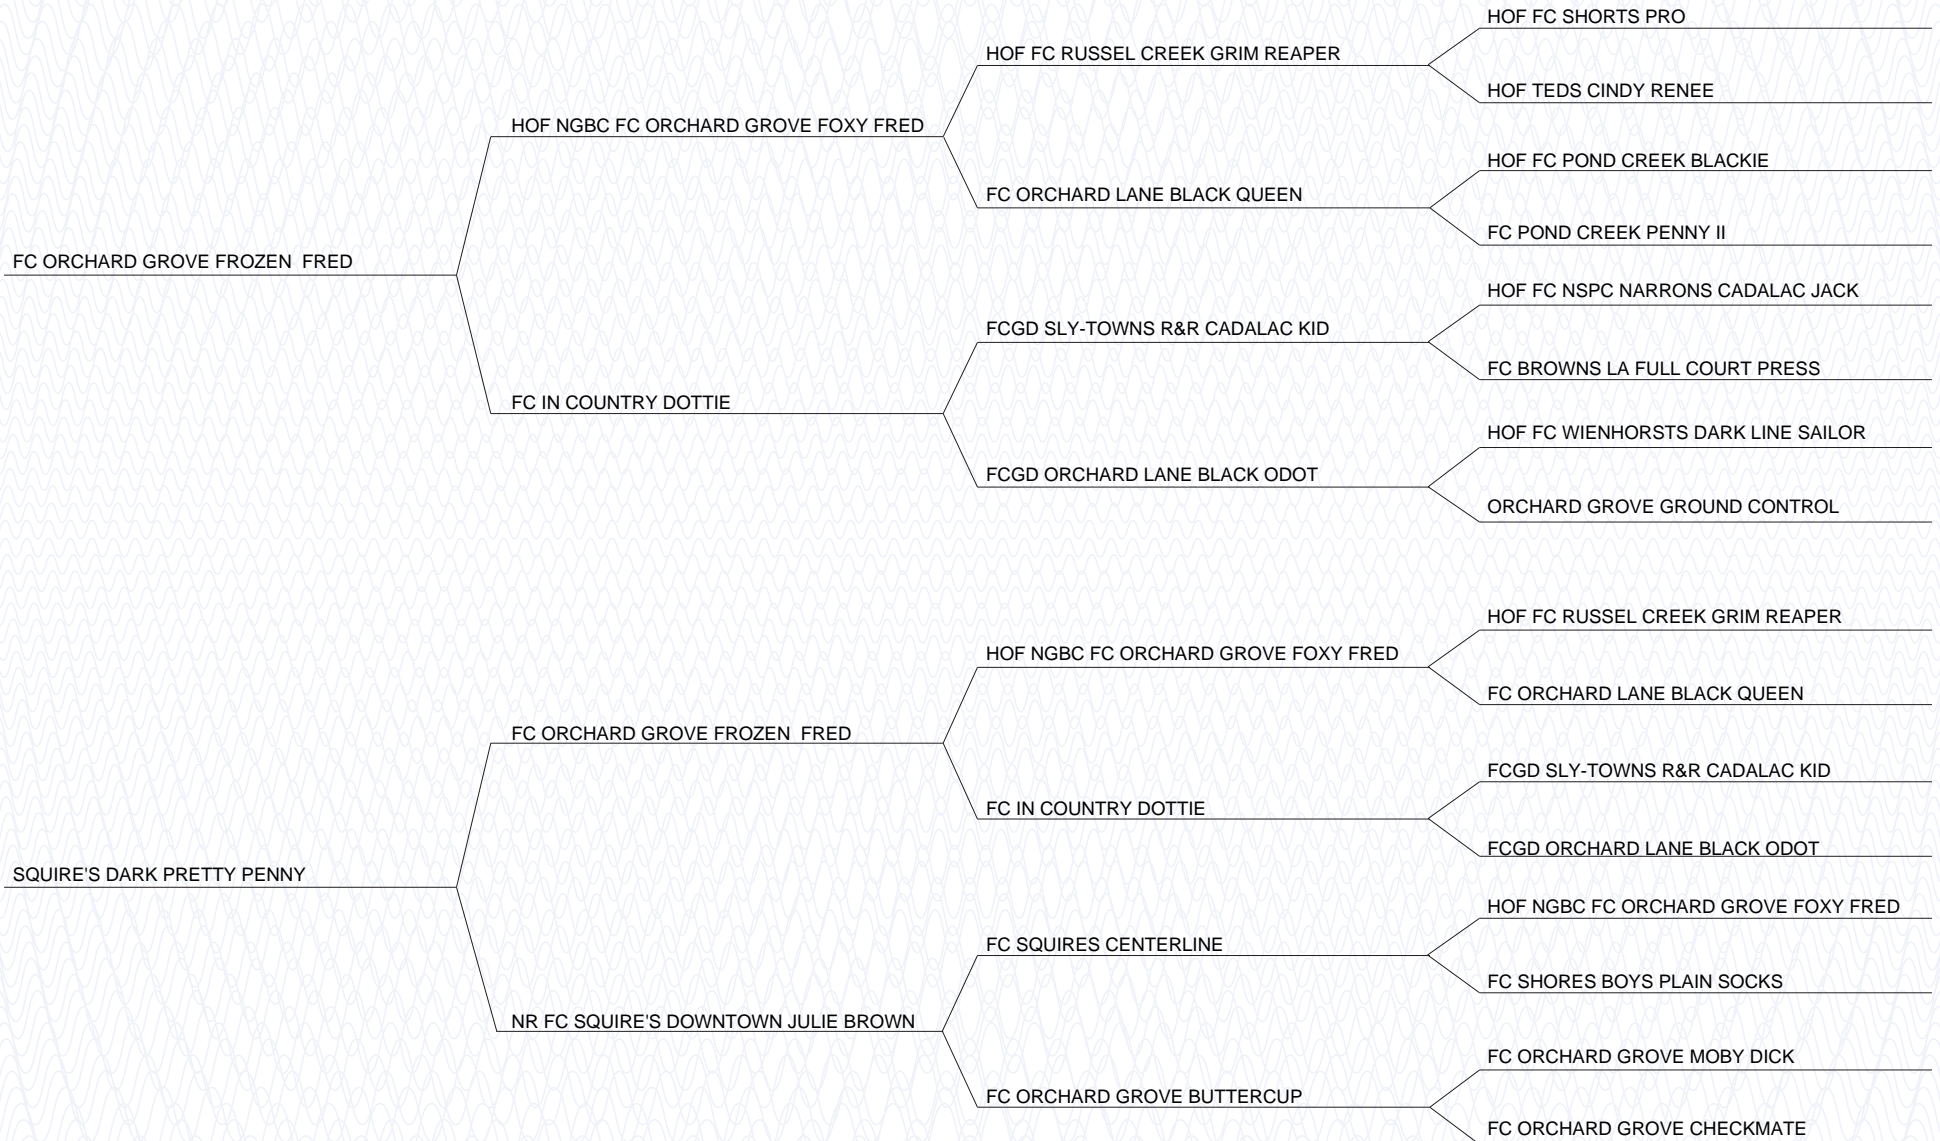 HOF FC SHORTS PRO
HOF FC RUSSEL CREEK GRIM REAPER
HOF TEDS CINDY RENEE
HOF NGBC FC ORCHARD GROVE FOXY FRED
HOF FC POND CREEK BLACKIE
FC ORCHARD LANE BLACK QUEEN
FC POND CREEK PENNY II
FC ORCHARD GROVE FROZEN  FRED
HOF FC NSPC NARRONS CADALAC JACK
FCGD SLY-TOWNS R&R CADALAC KID
FC BROWNS LA FULL COURT PRESS
FC IN COUNTRY DOTTIE
HOF FC WIENHORSTS DARK LINE SAILOR
FCGD ORCHARD LANE BLACK ODOT
ORCHARD GROVE GROUND CONTROL
HOF FC RUSSEL CREEK GRIM REAPER
HOF NGBC FC ORCHARD GROVE FOXY FRED
FC ORCHARD LANE BLACK QUEEN
FC ORCHARD GROVE FROZEN  FRED
FCGD SLY-TOWNS R&R CADALAC KID
FC IN COUNTRY DOTTIE
FCGD ORCHARD LANE BLACK ODOT
SQUIRE'S DARK PRETTY PENNY
HOF NGBC FC ORCHARD GROVE FOXY FRED
FC SQUIRES CENTERLINE
FC SHORES BOYS PLAIN SOCKS
NR FC SQUIRE'S DOWNTOWN JULIE BROWN
FC ORCHARD GROVE MOBY DICK
FC ORCHARD GROVE BUTTERCUP
FC ORCHARD GROVE CHECKMATE